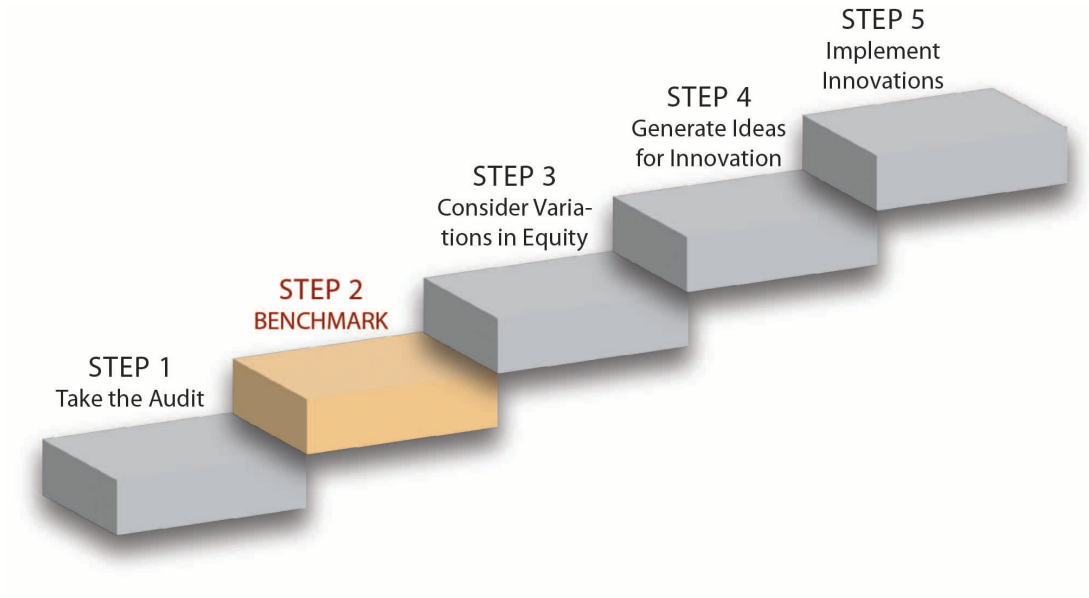 STEP 1
Take the Audit
STEP 2
BENCHMARK
STEP 3
Consider Varia-
tions in Equity
STEP 4
Generate Ideas
for Innovation
STEP 5
Implement
Innovations